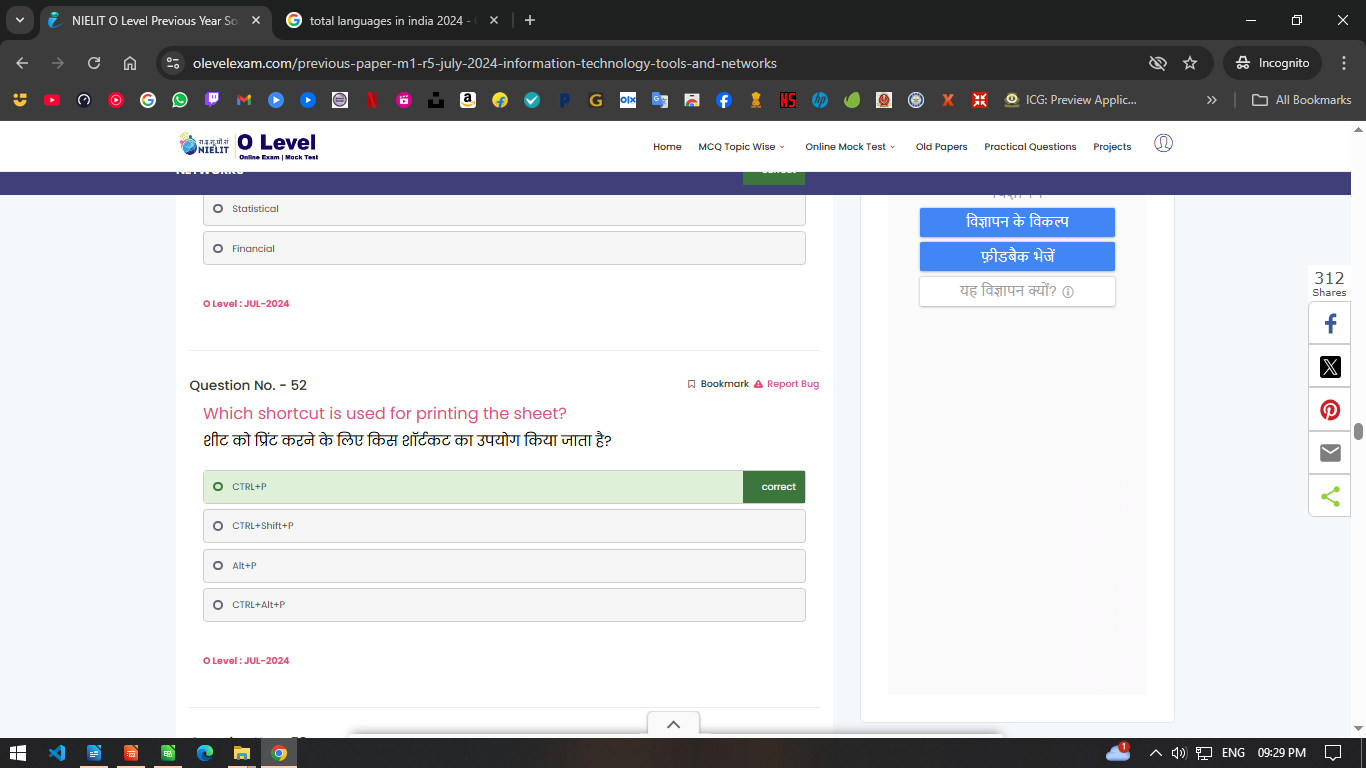 NIELIT O Level Previous Year So
total languages in india 2024 -
olevelexam.com/previous-paper-m1-r5-july-2024-information-technology-tools-and-networks
Incognito
ICG: Preview Applic...
All Bookmarks
रा.इ.सू.प्रौ.सं
NIELIT
O Level
Online Exam | Mock Test
Home
MCQ Topic Wise
Online Mock Test
Old Papers
Practical Questions
Projects
NETWORKS
correct
Statistical
Financial
O Level : JUL-2024
Question No. - 52
Bookmark
Report Bug
Which shortcut is used for printing the sheet?
शीट को प्रिंट करने के लिए किस शॉर्टकट का उपयोग किया जाता है?
CTRL+P
correct
CTRL+Shift+P
Alt+P
CTRL+Alt+P
O Level : JUL-2024
विज्ञापन के विकल्प
फ़ीडबैक भेजें
यह विज्ञापन क्यों?
312
Shares
1
ENG
09:29 PM